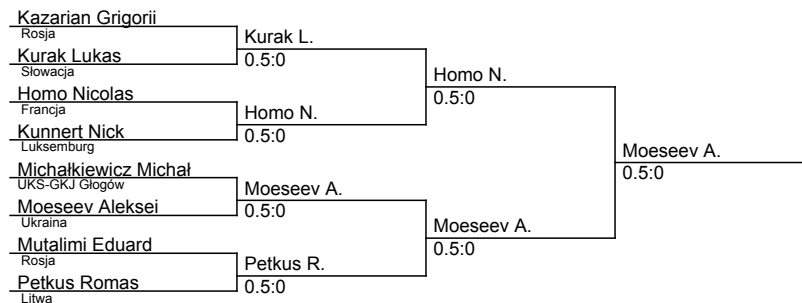 Kazarian Grigorii
Rosja
Kurak L.
0.5:0
Kurak Lukas
Słowacja
Homo N.
0.5:0
Homo Nicolas
Francja
Homo N.
0.5:0
Kunnert Nick
Luksemburg
Moeseev A.
0.5:0
Michałkiewicz Michał
UKS-GKJ Głogów
Moeseev A.
0.5:0
Moeseev Aleksei
Ukraina
Moeseev A.
0.5:0
Mutalimi Eduard
Rosja
Petkus R.
0.5:0
Petkus Romas
Litwa